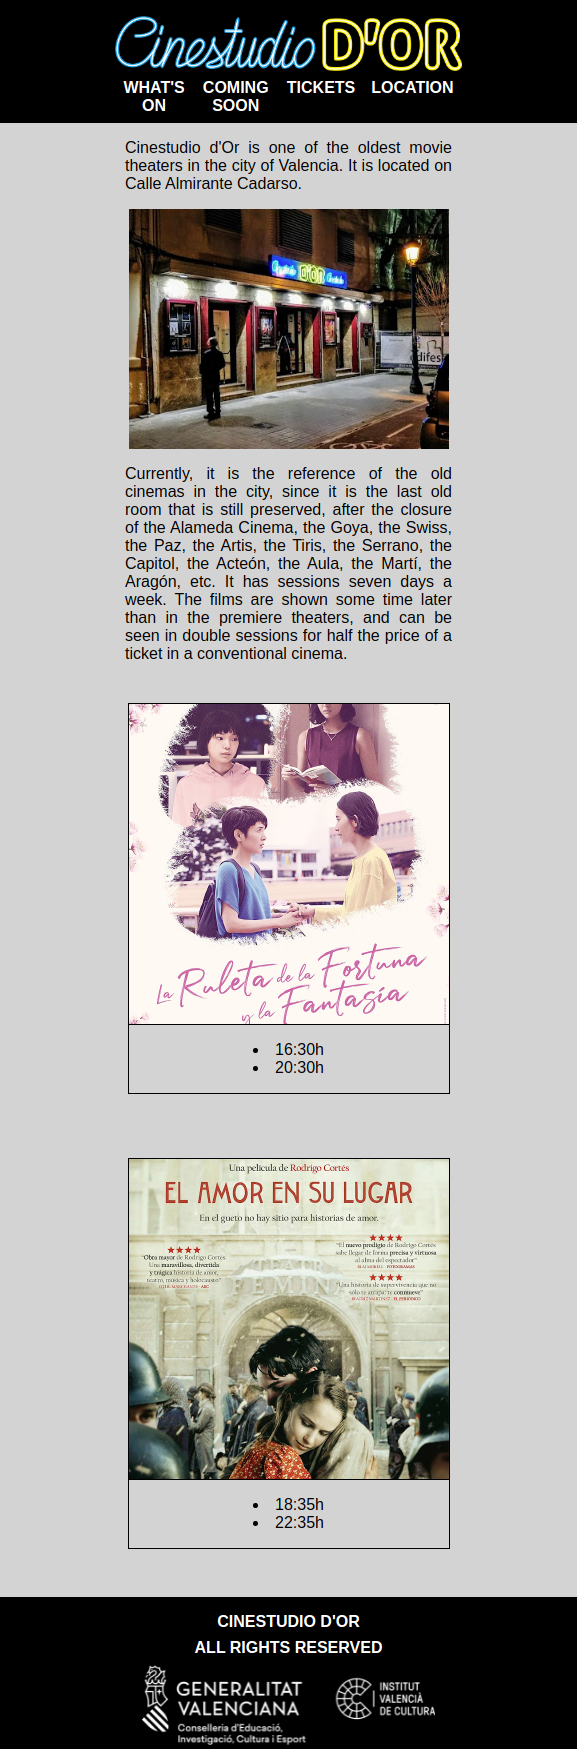 Cinestudio D'OR
WHAT'S ON
COMING SOON
TICKETS
LOCATION
Cinestudio d'Or is one of the oldest movie
theaters in the city of Valencia. It is located on
Calle Almirante Cadarso.
D'OR
difes
Currently, it is the reference of the old
cinemas in the city, since it is the last old
room that is still preserved, after the closure
of the Alameda Cinema, the Goya, the Swiss,
the Paz, the Artis, the Tiris, the Serrano, the
Capitol, the Acteón, the Aula, the Martí, the
Aragón, etc. It has sessions seven days a
week. The films are shown some time later
than in the premiere theaters, and can be
seen in double sessions for half the price of a
ticket in a conventional cinema.
La Ruleta de la Fortuna
y la Fantasía
16:30h
20:30h
Una película de Rodrigo Cortés
EL AMOR EN SU LUGAR
En el gueto no hay sitio para historias de amor.
"Obra mayor de Rodrigo Cortés
Una maravillosa, divertida
y trágica historia de amor,
teatro, música y holocausto"
"El nuevo prodigio de Rodrigo Cortés
sabe llegar de forma precisa y virtuosa
al alma del espectador"
"Una historia de supervivencia que no
sólo te atrapa: te conmueve"
18:35h
22:35h
CINESTUDIO D'OR
ALL RIGHTS RESERVED
GENERALITAT
VALENCIANA
Conselleria d'Educació,
Investigació, Cultura i Esport
INSTITUT
VALENCIÀ
DE CULTURA